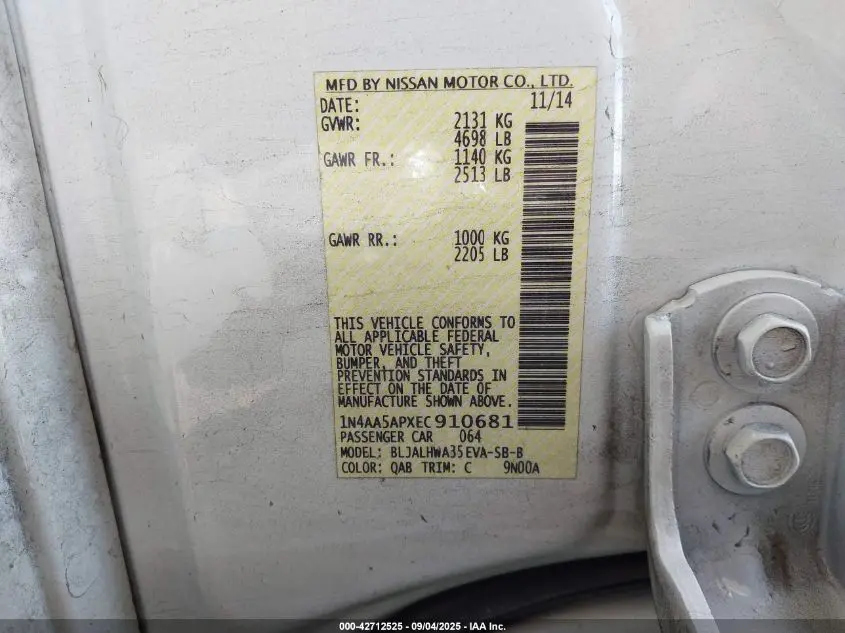 MFD BY NISSAN MOTOR CO., LTD.
DATE: 11/14
GVWR: 2131 KG
4698 LB
GAWR FR.: 1140 KG
2513 LB
GAWR RR.: 1000 KG
2205 LB
THIS VEHICLE CONFORMS TO
ALL APPLICABLE FEDERAL
MOTOR VEHICLE SAFETY,
BUMPER, AND THEFT
PREVENTION STANDARDS IN
EFFECT ON THE DATE OF
MANUFACTURE SHOWN ABOVE.
1N4AA5APXEC910681
PASSENGER CAR 064
MODEL: BLJALHWA35EVA-SB-B
COLOR: QAB TRIM: C 9N00A
000-42712525 - 09/04/2025 - IAA Inc.